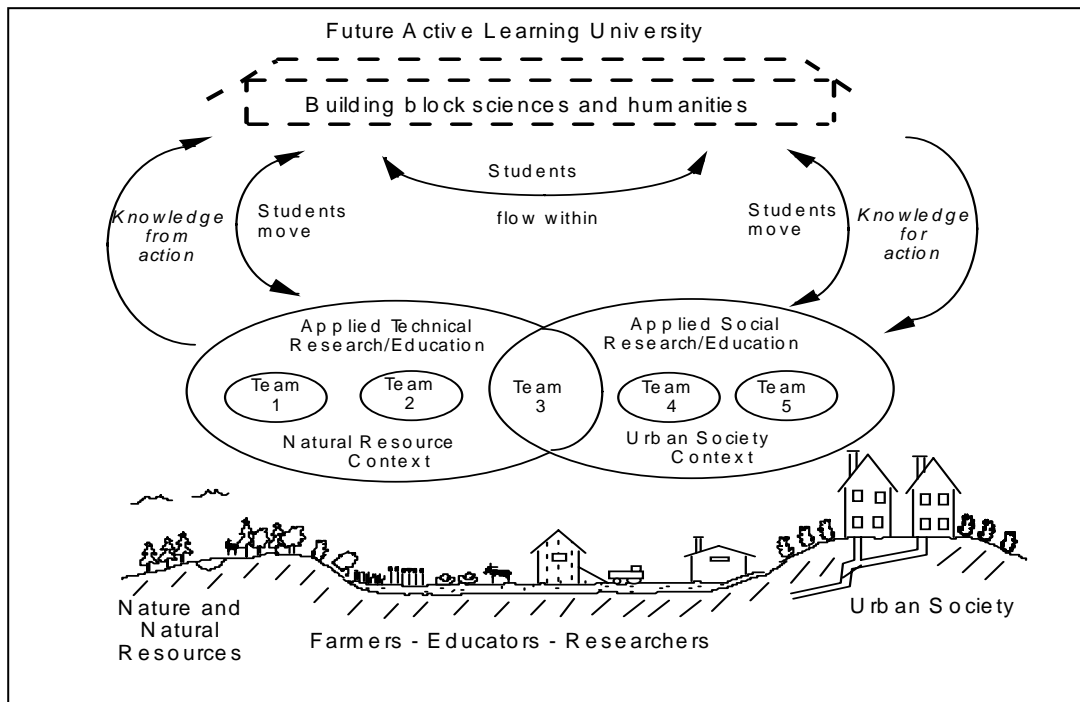 Future Active Learning University
Building block sciences and humanities
Students
flow within
Knowledge
from
action
Students
move
Students
move
Knowledge
for
action
Applied Technical
Research/Education
Applied Social
Research/Education
Team
1
Team
2
Team
3
Team
4
Team
5
Natural Resource
Context
Urban Society
Context
Nature and
Natural
Resources
Farmers - Educators - Researchers
Urban Society